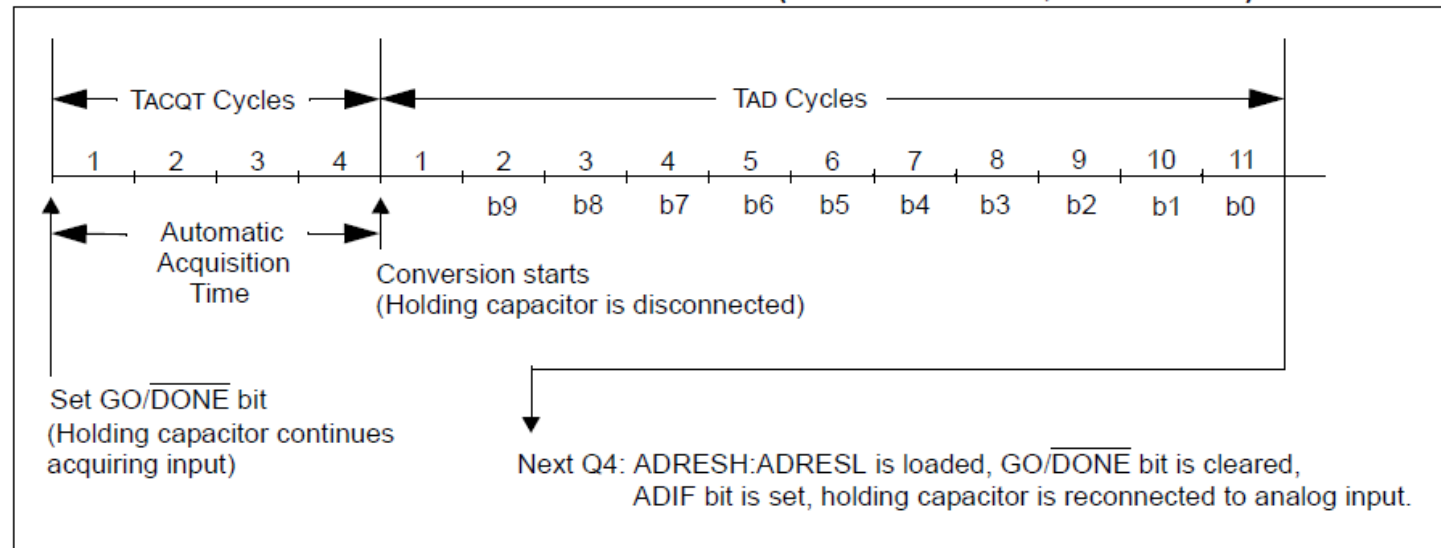 TACQT Cycles
TAD Cycles
1 2 3 4 1 2 3 4 5 6 7 8 9 10 11
b9 b8 b7 b6 b5 b4 b3 b2 b1 b0
Automatic
Acquisition
Time
Conversion starts
(Holding capacitor is disconnected)
Set GO/DONE bit
(Holding capacitor continues
acquiring input)
Next Q4: ADRESH:ADRESL is loaded, GO/DONE bit is cleared,
ADIF bit is set, holding capacitor is reconnected to analog input.